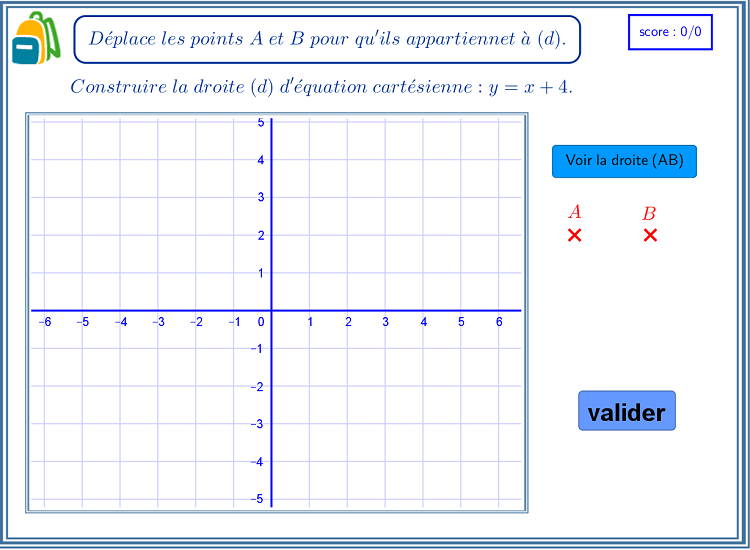 Déplace les points A et B pour qu'ils appartiennet à (d).
score : 0/0
Construire la droite (d) d'équation cartésienne : y = x + 4.
Voir la droite (AB)
A B
5
4
3
2
1
−6 −5 −4 −3 −2 −1 0 1 2 3 4 5 6
−1
−2
−3
−4
−5
valider